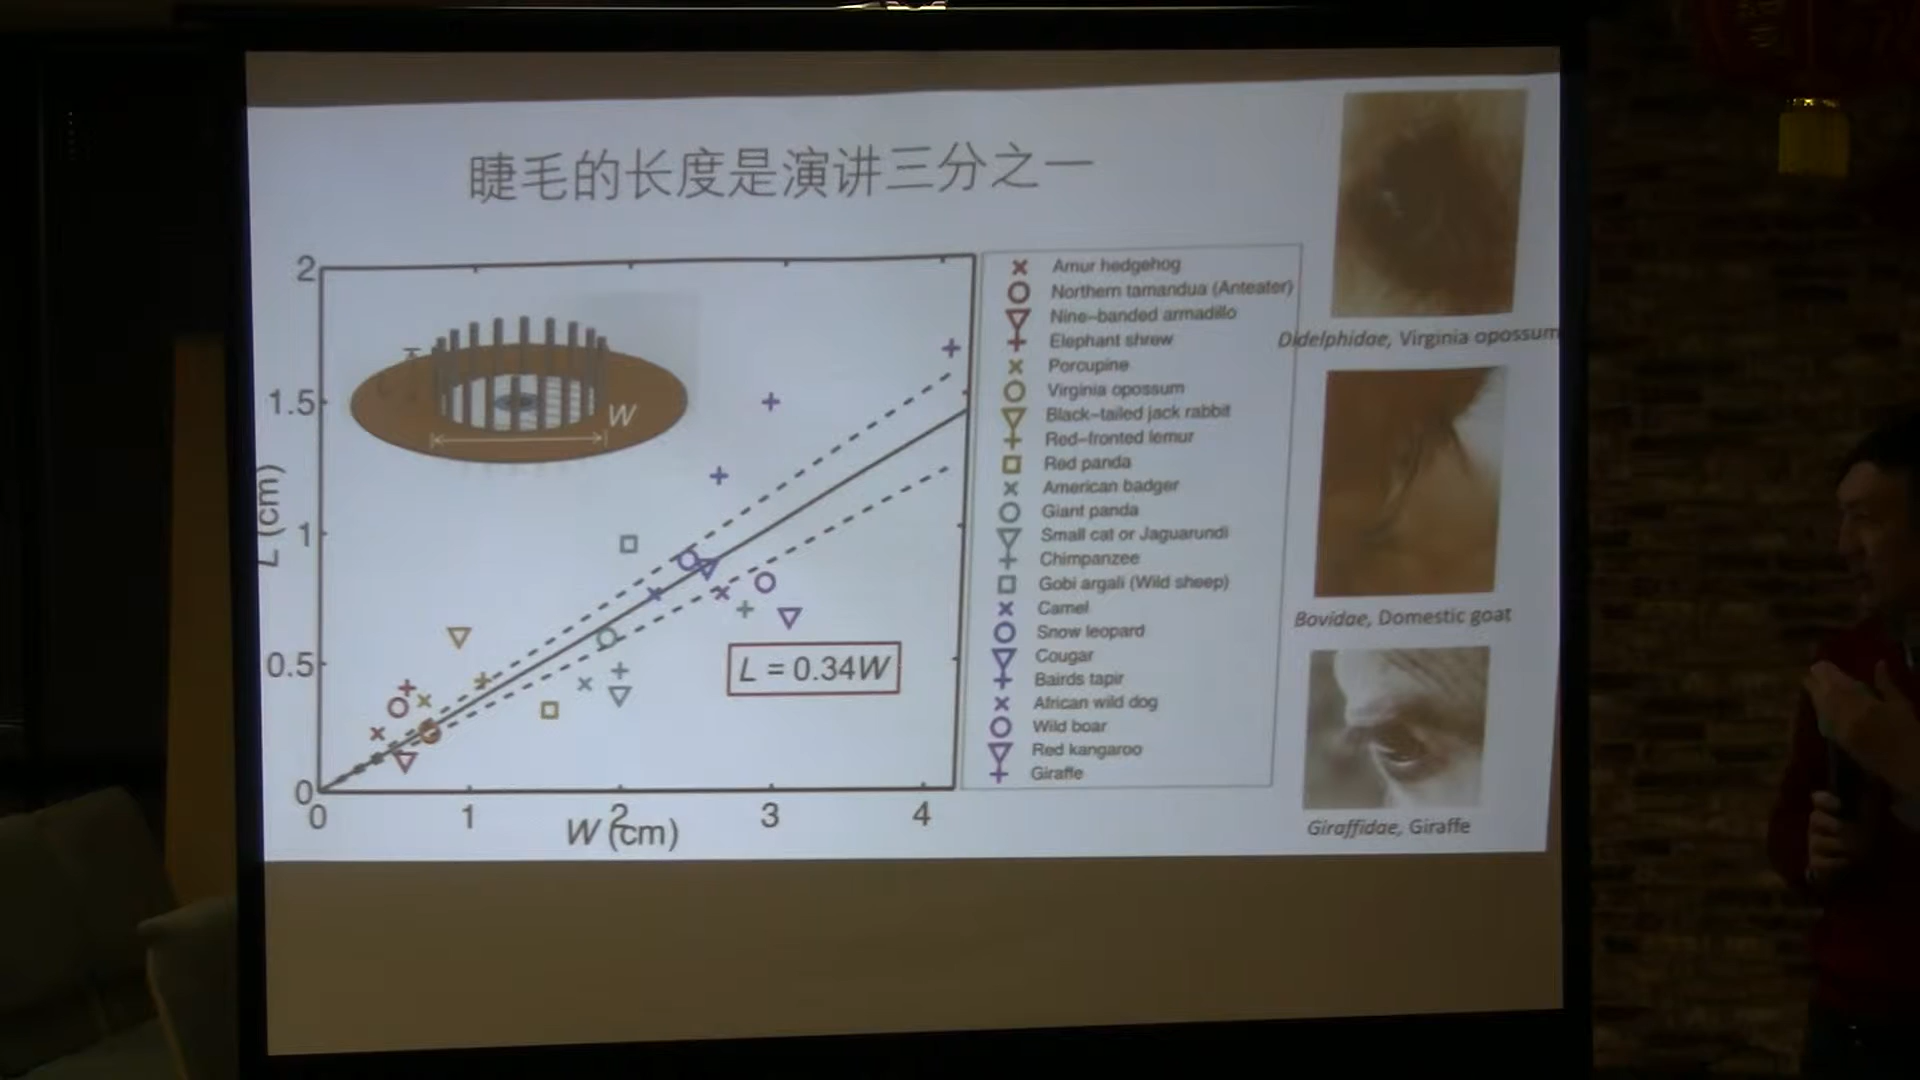 睫毛的长度是演讲三分之一
2
1.5
1
0.5
0
L (cm)
W
L = 0.34W
0
1
2
3
4
W (cm)
Amur hedgehog
Northern tamandua (Anteater)
Nine-banded armadillo
Elephant shrew
Porcupine
Virginia opossum
Black-tailed jack rabbit
Red-fronted lemur
Red panda
American badger
Giant panda
Small cat or Jaguarundi
Chimpanzee
Gobi argali (Wild sheep)
Camel
Snow leopard
Cougar
Bairds tapir
African wild dog
Wild boar
Red kangaroo
Giraffe
Didelphidae, Virginia opossum
Bovidae, Domestic goat
Giraffidae, Giraffe